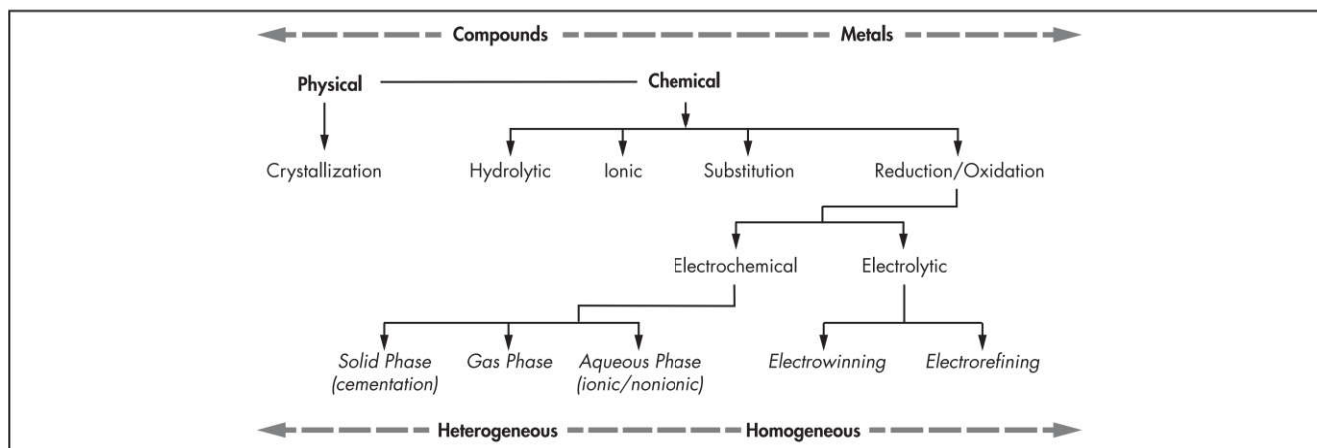 Compounds Metals
Physical Chemical
Crystallization Hydrolytic Ionic Substitution Reduction/Oxidation
Electrochemical Electrolytic
Solid Phase Gas Phase Aqueous Phase Electrowinning Electrorefining
(cementation) (ionic/nonionic)
Heterogeneous Homogeneous